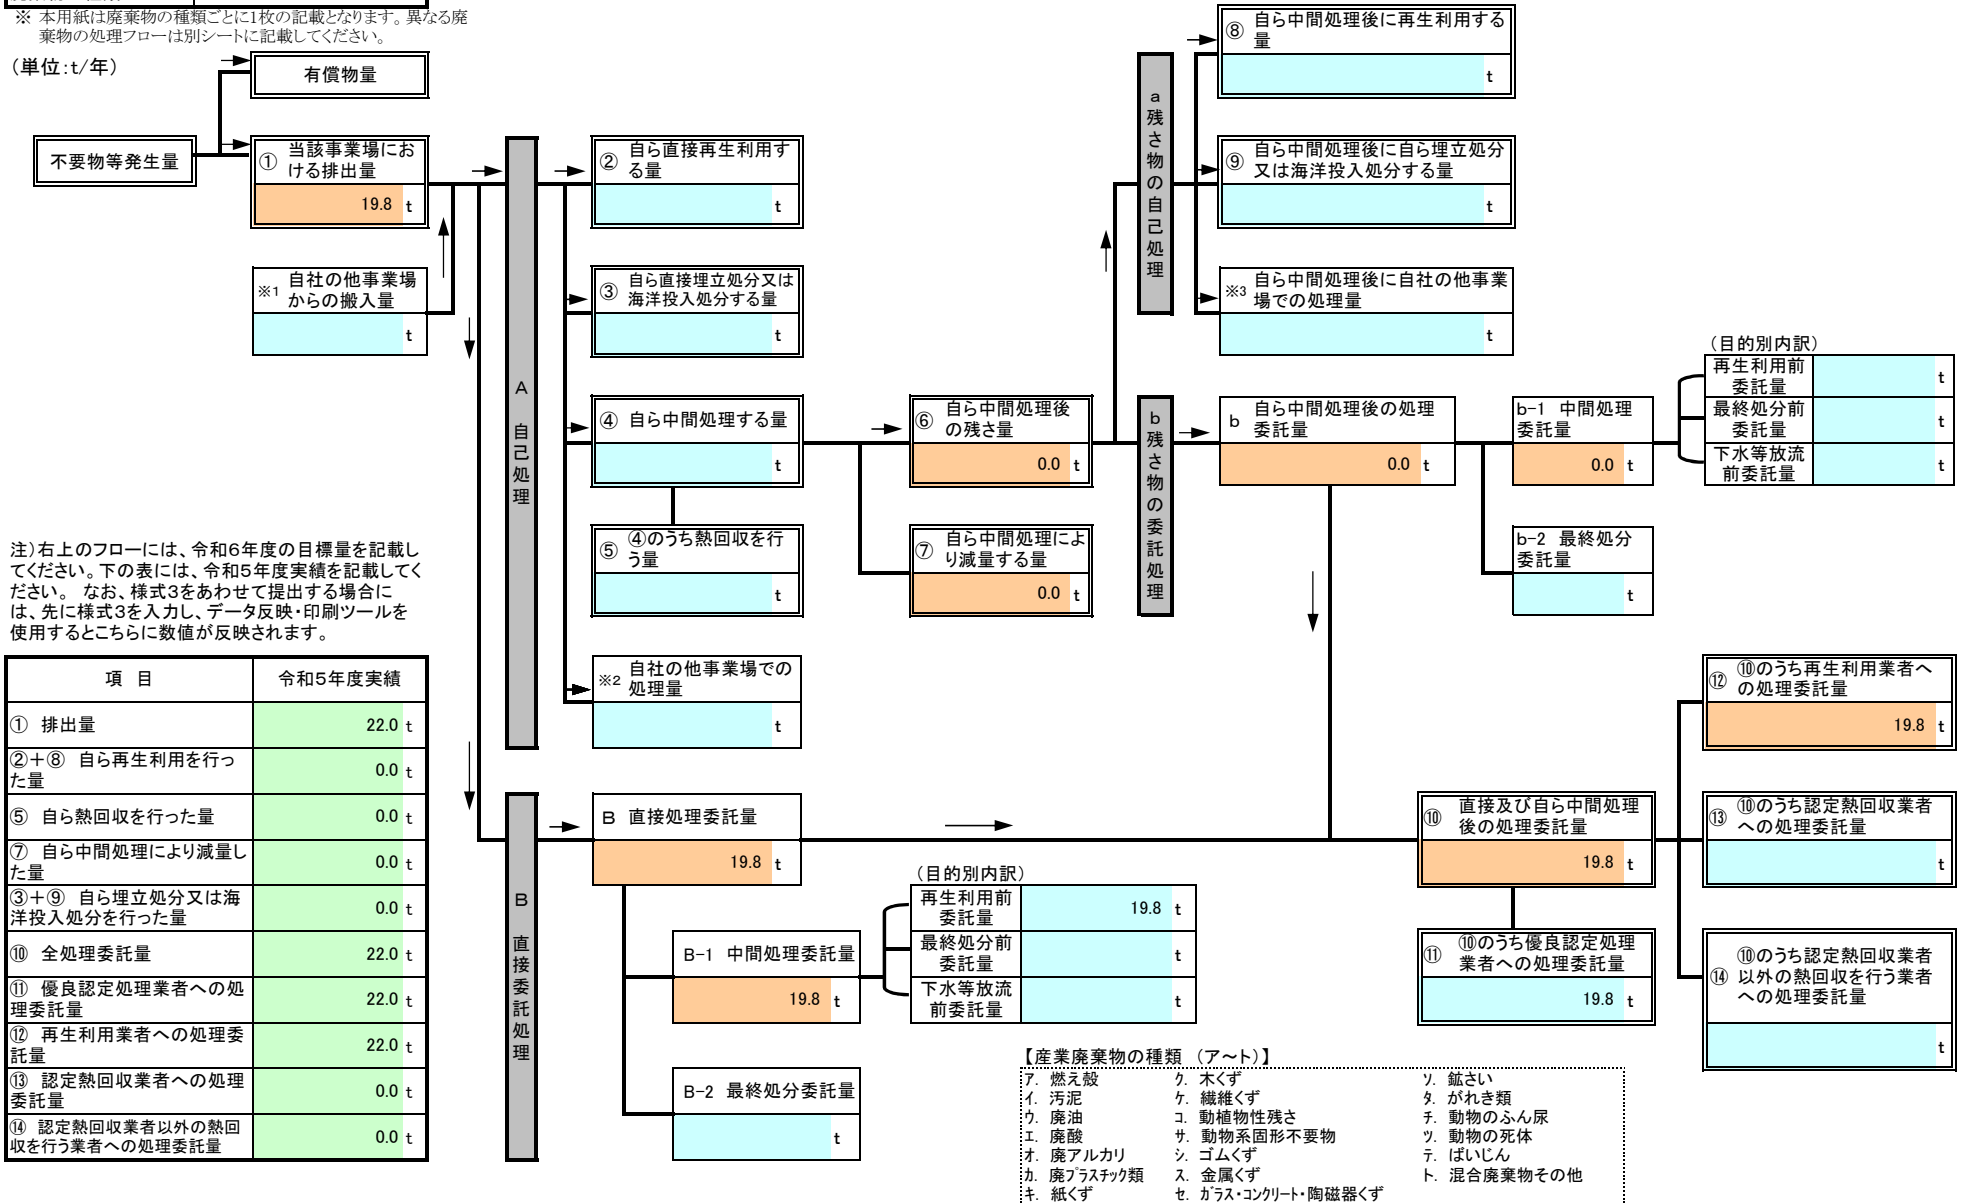 ※ 本用紙は廃棄物の種類ごとに1枚の記載となります。異なる廃
棄物の処理フローは別シートに記載してください。
(単位:t/年)
有償物量
不要物等発生量
① 当該事業場にお
ける排出量
19.8 t
※1 自社の他事業場
からの搬入量
t
A 自己処理
② 自ら直接再生利用す
る量
t
③ 自ら直接埋立処分又は
海洋投入処分する量
t
④ 自ら中間処理する量
t
⑤ ④のうち熱回収を行
う量
t
※2 自社の他事業場での
処理量
t
⑥ 自ら中間処理後
の残さ量
0.0 t
⑦ 自ら中間処理によ
り減量する量
0.0 t
a 残さ物の自己処理
⑧ 自ら中間処理後に再生利用する
量
t
⑨ 自ら中間処理後に自ら埋立処分
又は海洋投入処分する量
t
※3 自ら中間処理後に自社の他事業
場での処理量
t
b 残さ物の委託処理
b 自ら中間処理後の処理
委託量
0.0 t
b-1 中間処理
委託量
0.0 t
(目的別内訳)
再生利用前
委託量
t
最終処分前
委託量
t
下水等放流
前委託量
t
b-2 最終処分
委託量
t
注)右上のフローには、令和6年度の目標量を記載し
てください。下の表には、令和5年度実績を記載してく
ださい。 なお、様式3をあわせて提出する場合に
は、先に様式3を入力し、データ反映・印刷ツールを
使用するとこちらに数値が反映されます。
項 目 令和5年度実績
① 排出量 22.0 t
②+⑧ 自ら再生利用を行っ
た量 0.0 t
⑤ 自ら熱回収を行った量 0.0 t
⑦ 自ら中間処理により減量し
た量 0.0 t
③+⑨ 自ら埋立処分又は海
洋投入処分を行った量 0.0 t
⑩ 全処理委託量 22.0 t
⑪ 優良認定処理業者への処
理委託量 22.0 t
⑫ 再生利用業者への処理委
託量 22.0 t
⑬ 認定熱回収業者への処理
委託量 0.0 t
⑭ 認定熱回収業者以外の熱回
収を行う業者への処理委託量 0.0 t
B 直接委託処理
B 直接処理委託量
19.8 t
B-1 中間処理委託量
19.8 t
(目的別内訳)
再生利用前
委託量
19.8 t
最終処分前
委託量
t
下水等放流
前委託量
t
B-2 最終処分委託量
t
⑩ 直接及び自ら中間処理
後の処理委託量
19.8 t
⑪ ⑩のうち優良認定処理
業者への処理委託量
19.8 t
⑫ ⑩のうち再生利用業者へ
の処理委託量
19.8 t
⑬ ⑩のうち認定熱回収業者
への処理委託量
t
⑭ ⑩のうち認定熱回収業者
以外の熱回収を行う業者
への処理委託量
t
【産業廃棄物の種類 (ア~ト)】
ア. 燃え殻 ク. 木くず ソ. 鉱さい
イ. 汚泥 ケ. 繊維くず タ. がれき類
ウ. 廃油 コ. 動植物性残さ チ. 動物のふん尿
エ. 廃酸 サ. 動物系固形不要物 ツ. 動物の死体
オ. 廃アルカリ シ. ゴムくず テ. ばいじん
カ. 廃プラスチック類 ス. 金属くず ト. 混合廃棄物その他
キ. 紙くず セ. ガラス・コンクリート・陶磁器くず